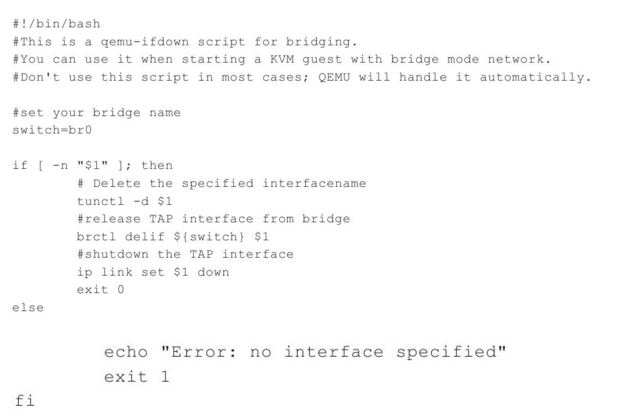 #!/bin/bash
#This is a qemu-ifdown script for bridging.
#You can use it when starting a KVM guest with bridge mode network.
#Don't use this script in most cases; QEMU will handle it automatically.

#set your bridge name
switch=br0

if [ -n "$1" ]; then
        # Delete the specified interfacename
        tunctl -d $1
        #release TAP interface from bridge
        brctl delif ${switch} $1
        #shutdown the TAP interface
        ip link set $1 down
        exit 0
else

        echo "Error: no interface specified"
        exit 1
fi